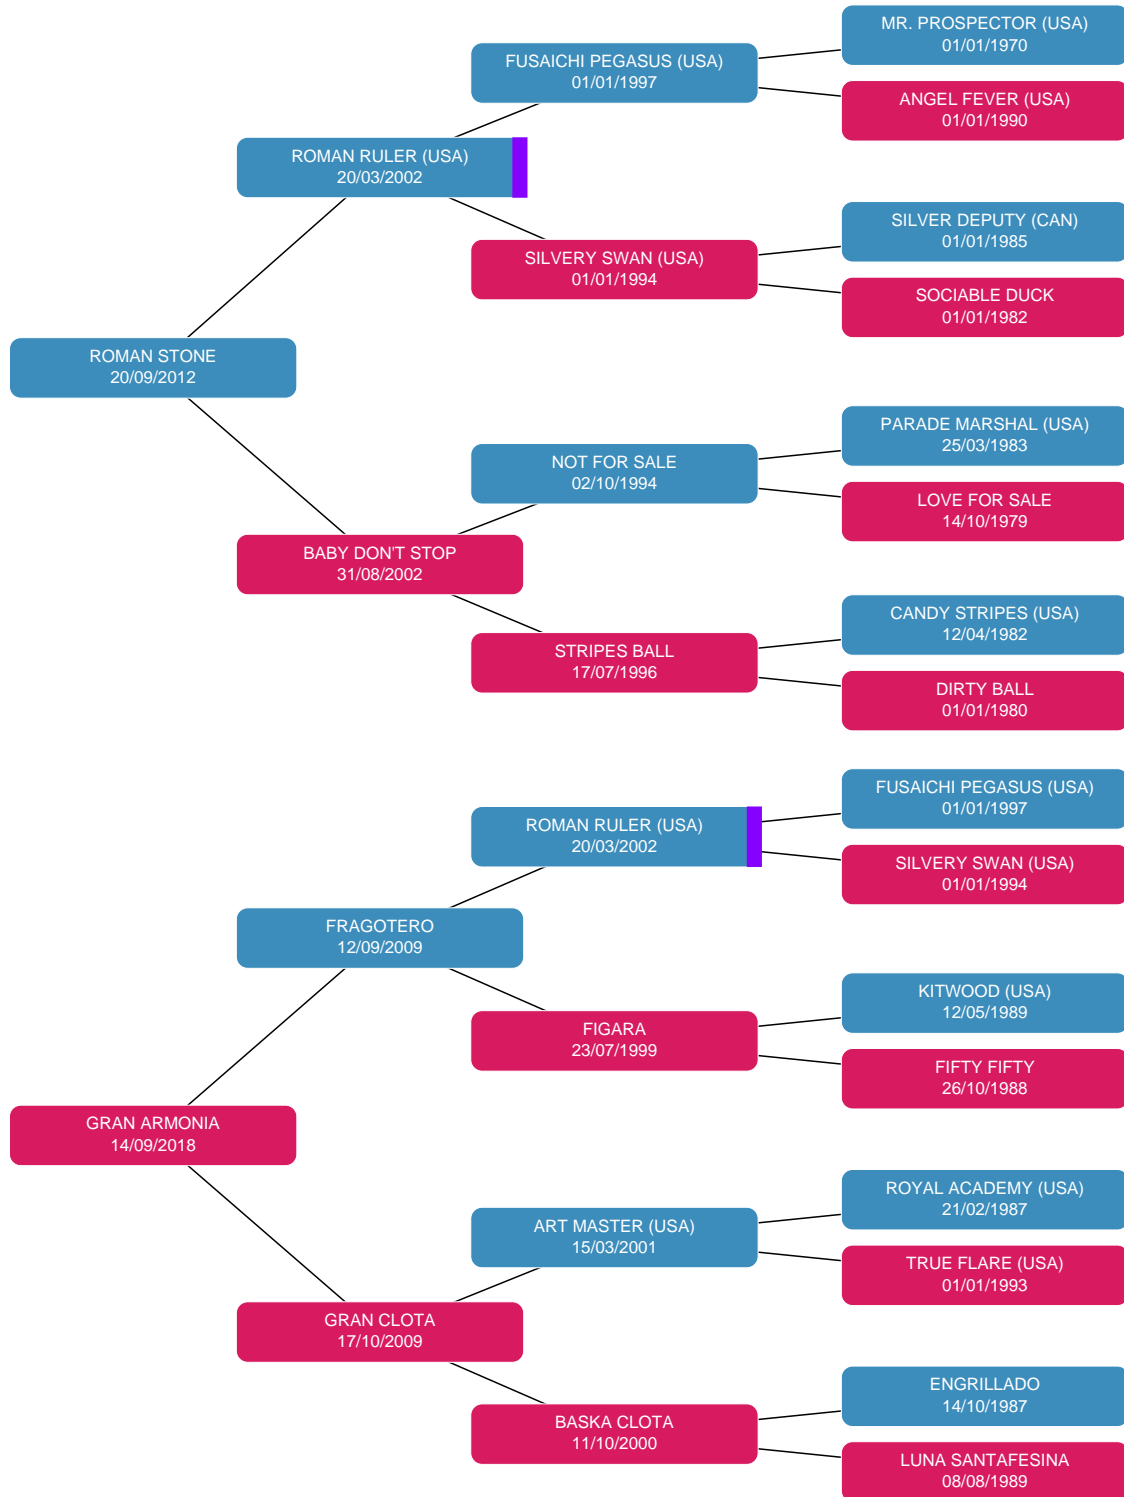 MR. PROSPECTOR (USA)
01/01/1970
FUSAICHI PEGASUS (USA)
01/01/1997
ANGEL FEVER (USA)
01/01/1990
ROMAN RULER (USA)
20/03/2002
SILVER DEPUTY (CAN)
01/01/1985
SILVERY SWAN (USA)
01/01/1994
SOCIABLE DUCK
01/01/1982
ROMAN STONE
20/09/2012
PARADE MARSHAL (USA)
25/03/1983
NOT FOR SALE
02/10/1994
LOVE FOR SALE
14/10/1979
BABY DON'T STOP
31/08/2002
CANDY STRIPES (USA)
12/04/1982
STRIPES BALL
17/07/1996
DIRTY BALL
01/01/1980
FUSAICHI PEGASUS (USA)
01/01/1997
ROMAN RULER (USA)
20/03/2002
SILVERY SWAN (USA)
01/01/1994
FRAGOTERO
12/09/2009
KITWOOD (USA)
12/05/1989
FIGARA
23/07/1999
FIFTY FIFTY
26/10/1988
GRAN ARMONIA
14/09/2018
ROYAL ACADEMY (USA)
21/02/1987
ART MASTER (USA)
15/03/2001
TRUE FLARE (USA)
01/01/1993
GRAN CLOTA
17/10/2009
ENGRILLADO
14/10/1987
BASKA CLOTA
11/10/2000
LUNA SANTAFESINA
08/08/1989